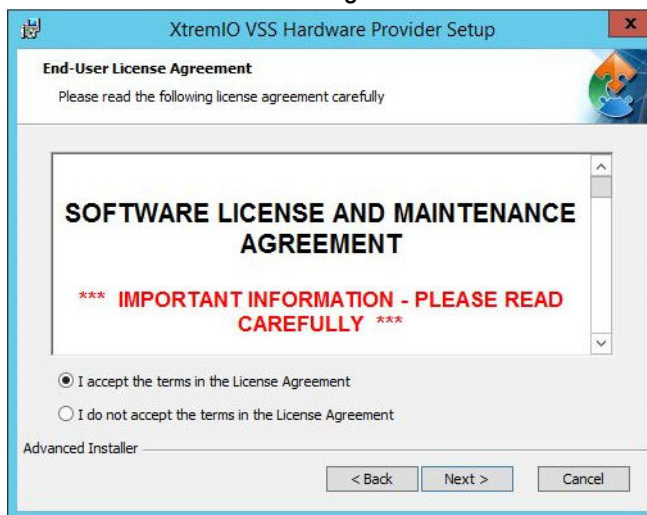 XtremIO VSS Hardware Provider Setup
x
End-User License Agreement
Please read the following license agreement carefully
SOFTWARE LICENSE AND MAINTENANCE
AGREEMENT
*** IMPORTANT INFORMATION - PLEASE READ
CAREFULLY ***
I accept the terms in the License Agreement
I do not accept the terms in the License Agreement
Advanced Installer
< Back Next > Cancel